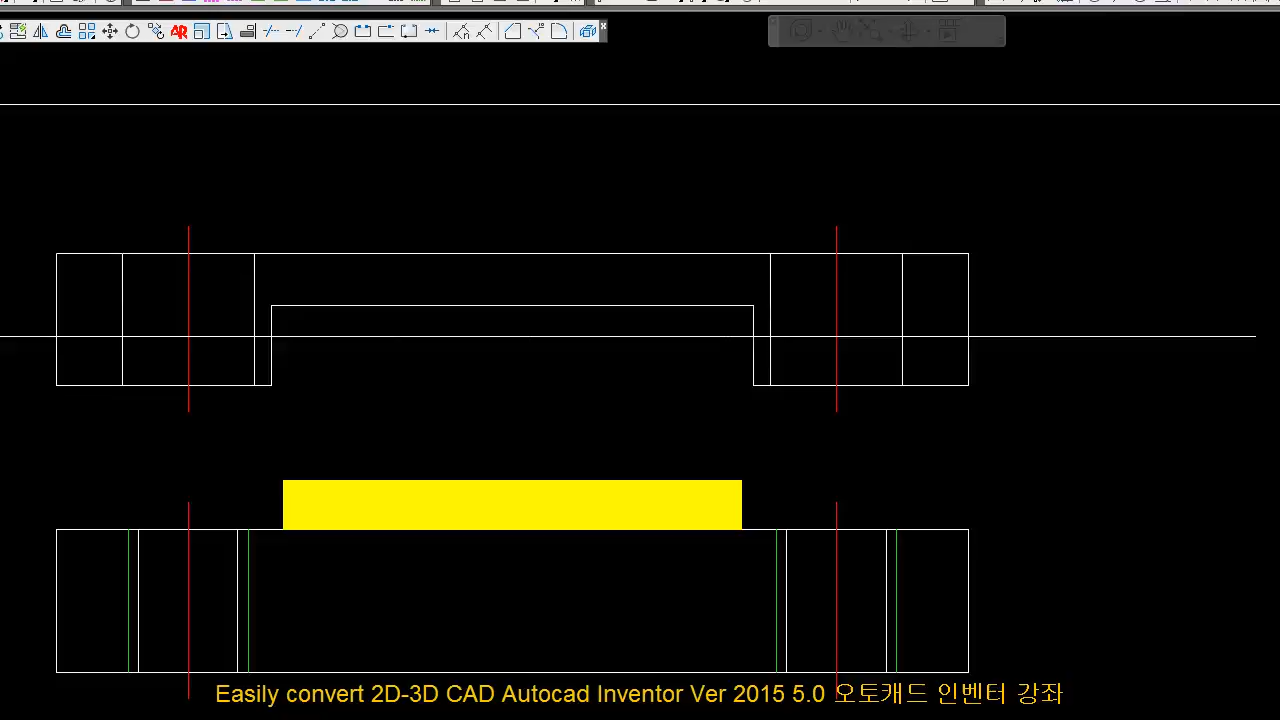 AR
Easily convert 2D-3D CAD Autocad Inventor Ver 2015 5.0 오토캐드 인벤터 강좌